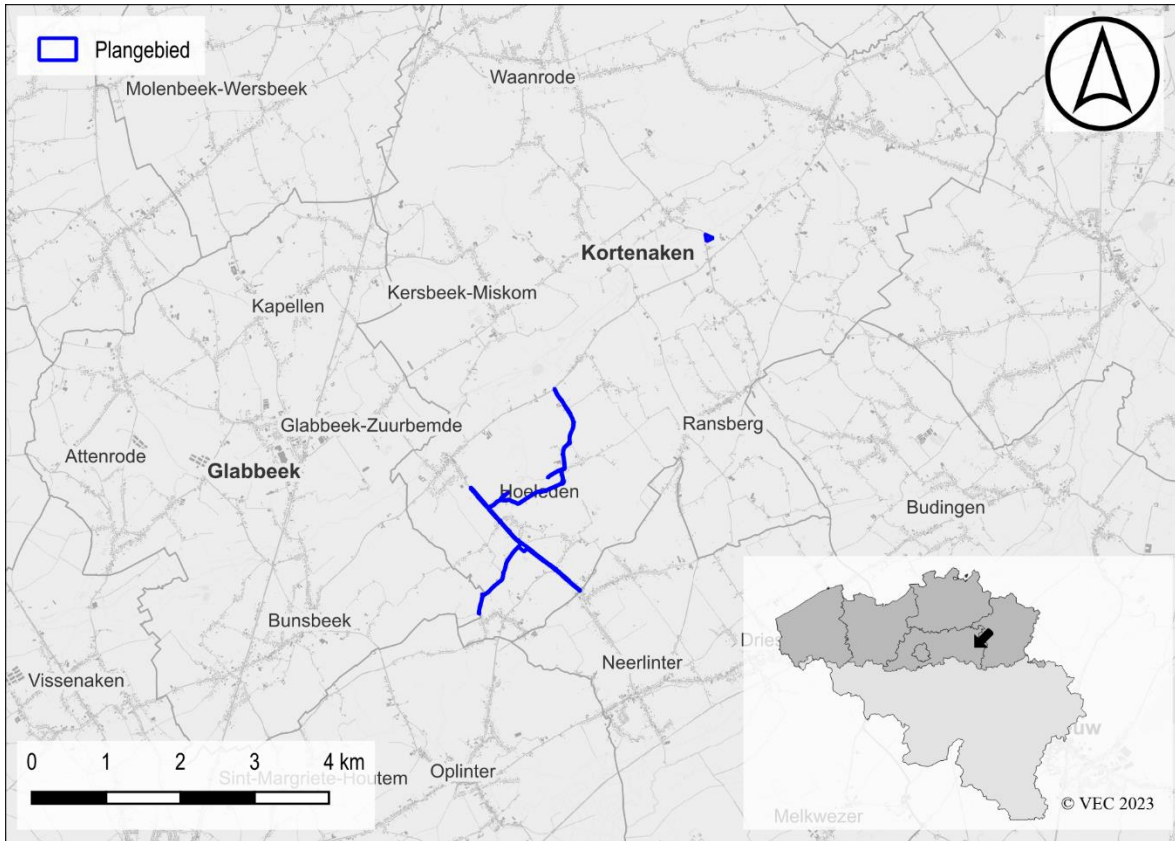 Plangebied
Molenbeek-Wersbeek
Waanrode
Kortenaken
Kersbeek-Miskom
Kapellen
Glabbeek-Zuurbemde
Ransberg
Attenrode
Glabbeek
Hoeleden
Budingen
Bunsbeek
Neerlinter
Vissenaken
0 1 2 3 4 km
Sint-Margriete-Houtem
Oplinter
© VEC 2023
Melkwezer